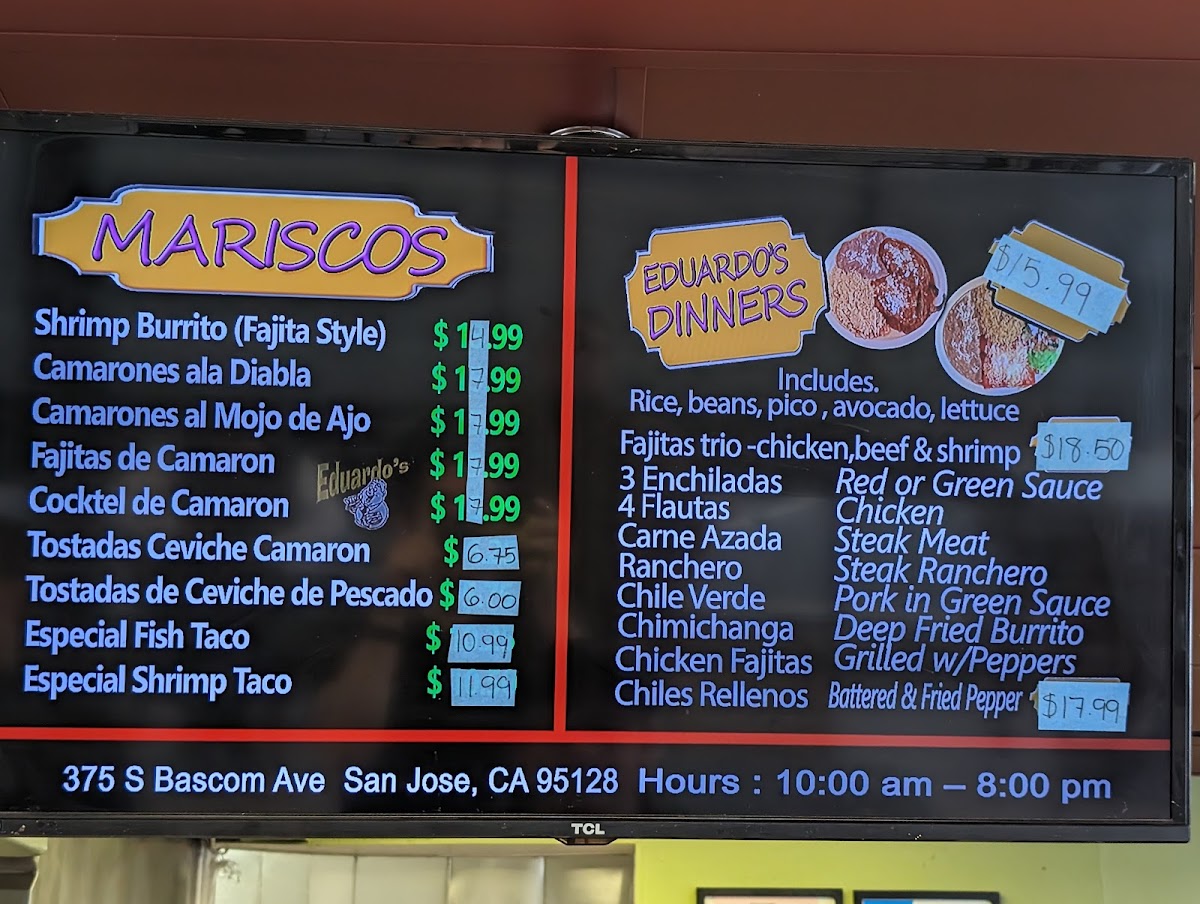 MARISCOS
Shrimp Burrito (Fajita Style) $ 14.99
Camarones ala Diabla $ 17.99
Camarones al Mojo de Ajo $ 17.99
Fajitas de Camaron $ 17.99
Cocktel de Camaron $ 17.99
Tostadas Ceviche Camaron $ 6.75
Tostadas de Ceviche de Pescado $ 6.00
Especial Fish Taco $ 10.99
Especial Shrimp Taco $ 11.99
Eduardo's
EDUARDO'S
DINNERS
$15.99
Includes.
Rice, beans, pico , avocado, lettuce
Fajitas trio -chicken,beef & shrimp $18.50
3 Enchiladas Red or Green Sauce
4 Flautas Chicken
Carne Azada Steak Meat
Ranchero Steak Ranchero
Chile Verde Pork in Green Sauce
Chimichanga Deep Fried Burrito
Chicken Fajitas Grilled w/Peppers
Chiles Rellenos Battered & Fried Pepper $17.99
375 S Bascom Ave San Jose, CA 95128 Hours : 10:00 am – 8:00 pm
TCL